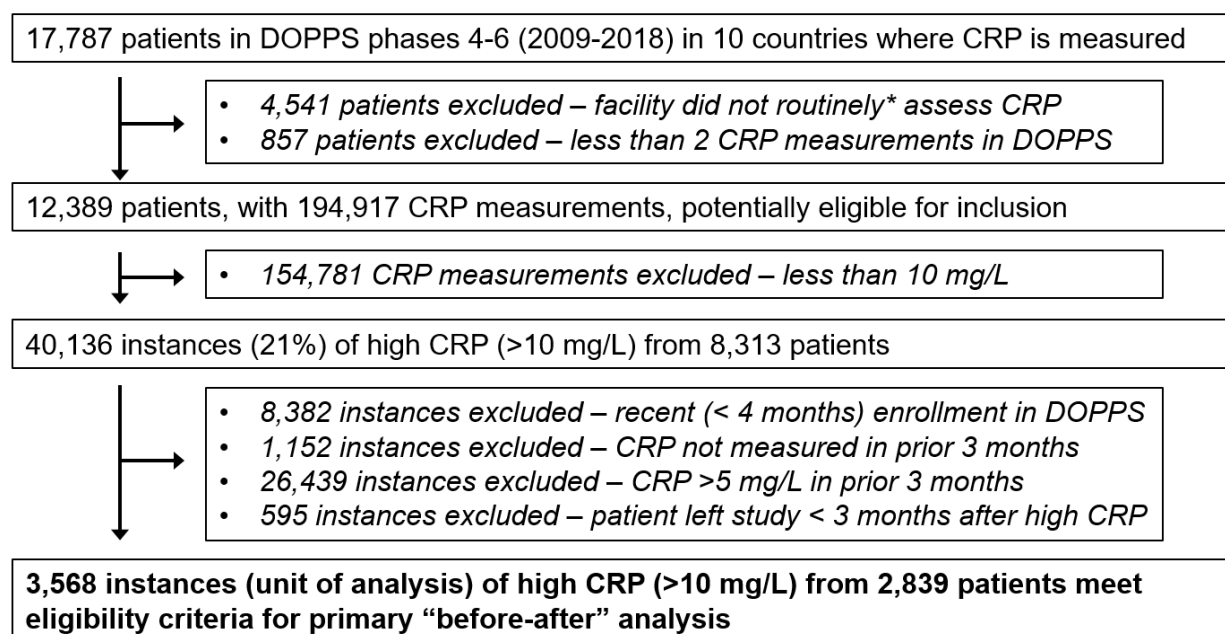 17,787 patients in DOPPS phases 4-6 (2009-2018) in 10 countries where CRP is measured
• 4,541 patients excluded – facility did not routinely* assess CRP
• 857 patients excluded – less than 2 CRP measurements in DOPPS
12,389 patients, with 194,917 CRP measurements, potentially eligible for inclusion
• 154,781 CRP measurements excluded – less than 10 mg/L
40,136 instances (21%) of high CRP (>10 mg/L) from 8,313 patients
• 8,382 instances excluded – recent (< 4 months) enrollment in DOPPS
• 1,152 instances excluded – CRP not measured in prior 3 months
• 26,439 instances excluded – CRP >5 mg/L in prior 3 months
• 595 instances excluded – patient left study < 3 months after high CRP
3,568 instances (unit of analysis) of high CRP (>10 mg/L) from 2,839 patients meet
eligibility criteria for primary “before-after” analysis